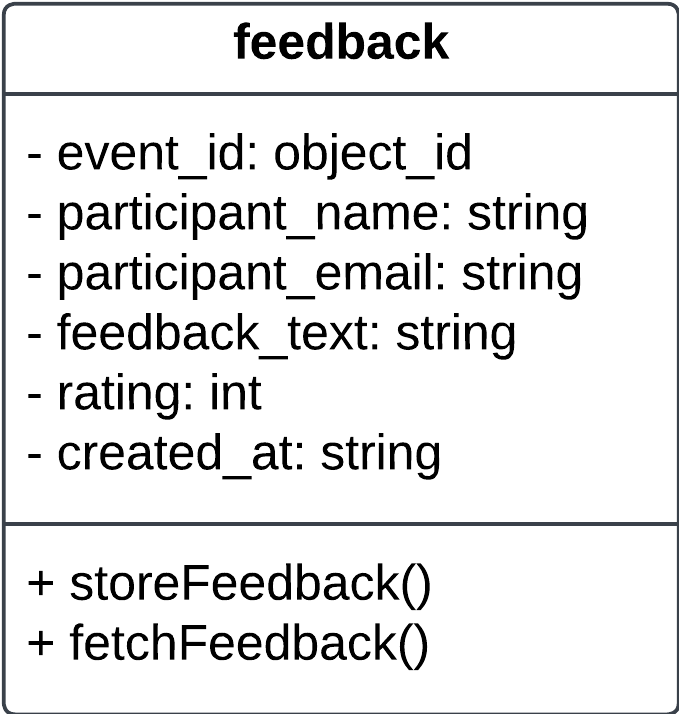 feedback
- event_id: object_id
- participant_name: string
- participant_email: string
- feedback_text: string
- rating: int
- created_at: string
+ storeFeedback()
+ fetchFeedback()